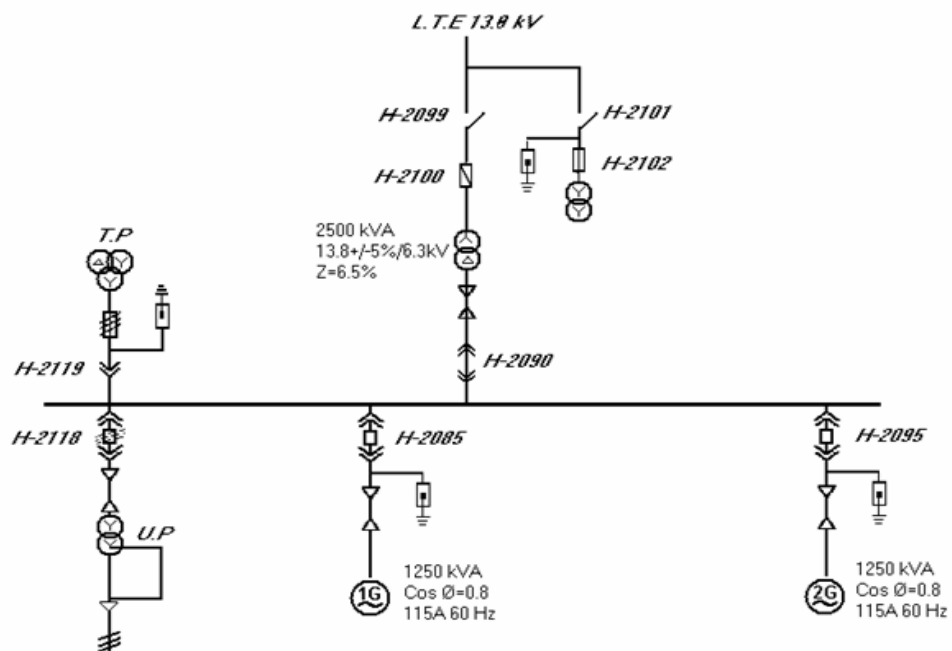 L.T.E 13.8 kV
H-2099
H-2101
H-2100
H-2102
2500 kVA
13.8+/-5%/6.3kV
Z=6.5%
T.P
H-2119
H-2090
H-2118
H-2085
H-2095
U.P
1G
1250 kVA
Cos Ø=0.8
115A 60 Hz
2G
1250 kVA
Cos Ø=0.8
115A 60 Hz